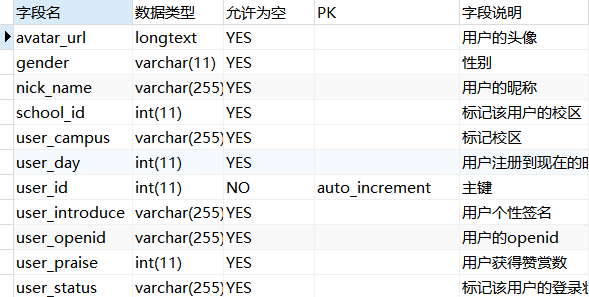 字段名 数据类型 允许为空 PK 字段说明
avatar_url longtext YES 用户的头像
gender varchar(11) YES 性别
nick_name varchar(255) YES 用户的昵称
school_id int(11) YES 标记该用户的校区
user_campus varchar(255) YES 标记校区
user_day int(11) YES 用户注册到现在的
user_id int(11) NO auto_increment 主键
user_introduce varchar(255) YES 用户个性签名
user_openid varchar(255) YES 用户的openid
user_praise int(11) YES 用户获得赞赏数
user_status varchar(255) YES 标记该用户的登录